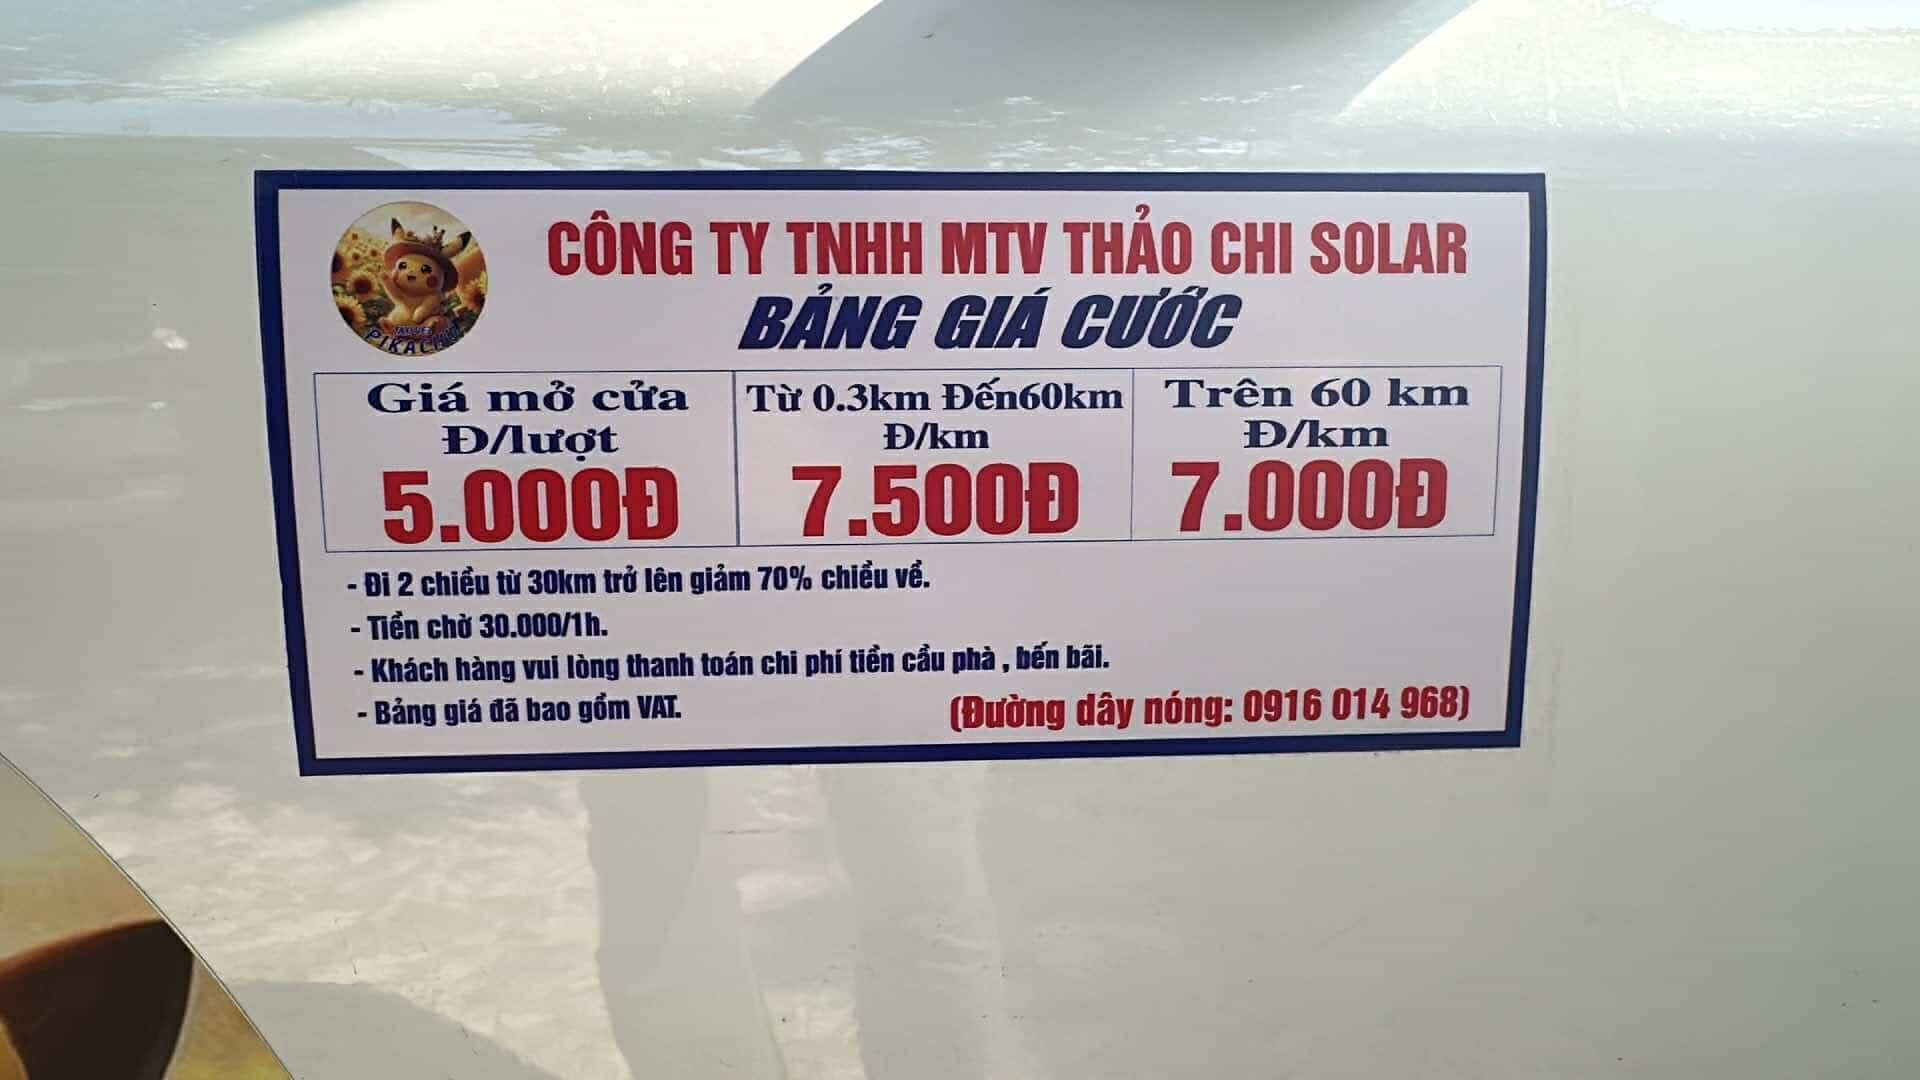 CÔNG TY TNHH MTV THẢO CHI SOLAR
BẢNG GIÁ CƯỚC
PIKACHU
Giá mở cửa
Đ/lượt
5.000Đ
Từ 0.3km Đến60km
Đ/km
7.500Đ
Trên 60 km
Đ/km
7.000Đ
- Đi 2 chiều từ 30km trở lên giảm 70% chiều về.
- Tiền chờ 30.000/1h.
- Khách hàng vui lòng thanh toán chi phí tiền cầu phà , bến bãi.
- Bảng giá đã bao gồm VAT.
(Đường dây nóng: 0916 014 968)